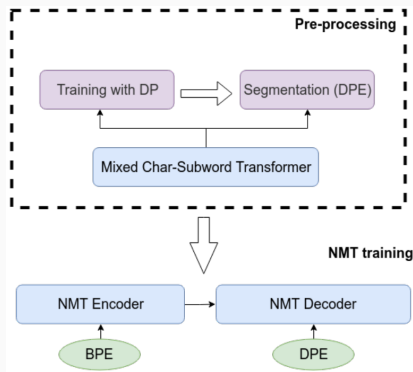 Pre-processing
Training with DP
Segmentation (DPE)
Mixed Char-Subword Transformer
NMT training
NMT Encoder
NMT Decoder
BPE
DPE